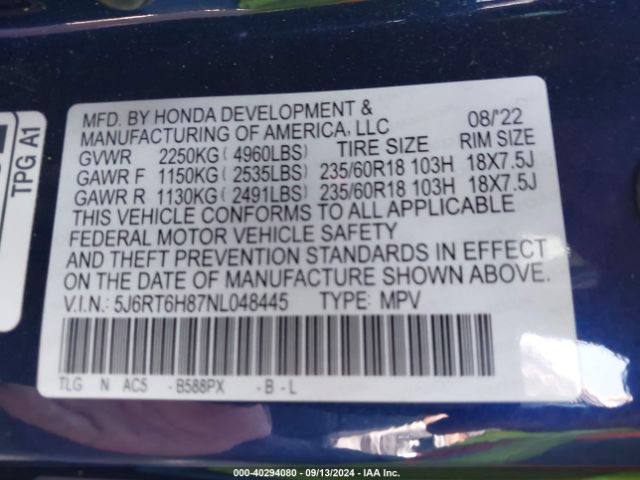 MFD. BY HONDA DEVELOPMENT &
MANUFACTURING OF AMERICA, LLC 08/'22
GVWR 2250KG ( 4960LBS) TIRE SIZE RIM SIZE
GAWR F 1150KG ( 2535LBS) 235/60R18 103H 18X7.5J
GAWR R 1130KG ( 2491LBS) 235/60R18 103H 18X7.5J
THIS VEHICLE CONFORMS TO ALL APPLICABLE
FEDERAL MOTOR VEHICLE SAFETY
AND THEFT PREVENTION STANDARDS IN EFFECT
ON THE DATE OF MANUFACTURE SHOWN ABOVE.
V.I.N.: 5J6RT6H87NL048445 TYPE: MPV
TLG N AC5 - B588PX - B - L
TPG A1
000-40294080 - 09/13/2024 - IAA Inc.